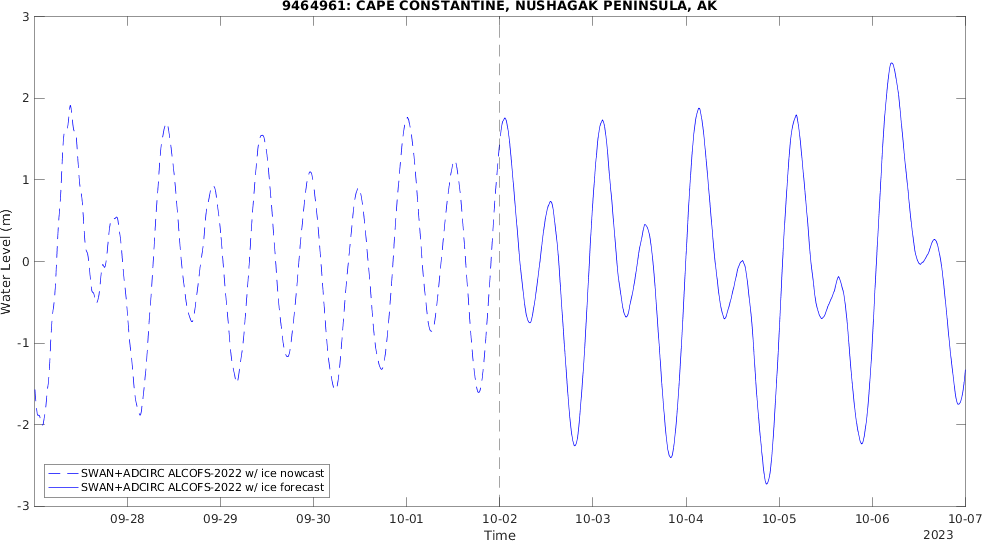 9464961: CAPE CONSTANTINE, NUSHAGAK PENINSULA, AK
3
2
1
0
-1
-2
-3
Water Level (m)
SWAN+ADCIRC ALCOFS-2022 w/ ice nowcast
SWAN+ADCIRC ALCOFS-2022 w/ ice forecast
09-28 09-29 09-30 10-01 10-02 10-03 10-04 10-05 10-06 10-07
Time
2023